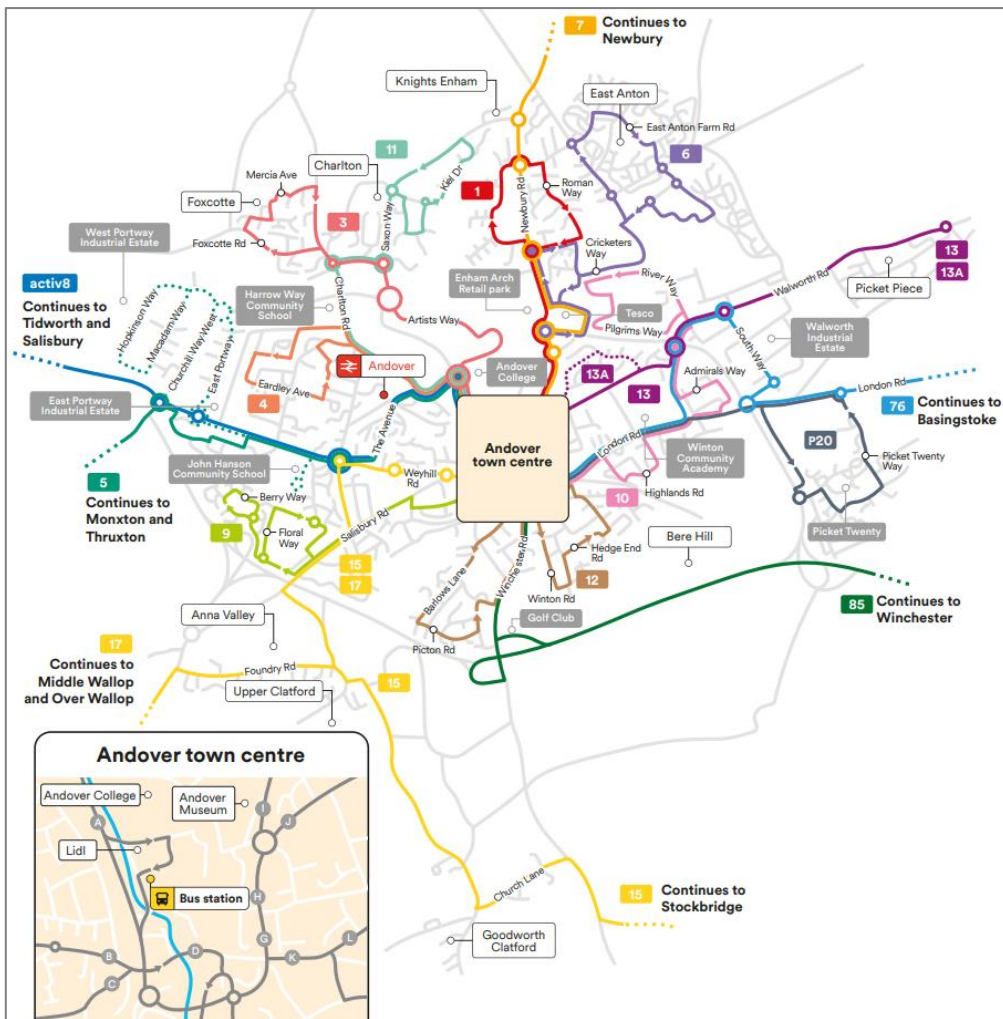 7
Continues to
Newbury
Knights Enham
East Anton
East Anton Farm Rd
6
11
Charlton
Kiel Dr
Mercia Ave
Foxcotte
Saxon Way
1
Newbury Rd
Roman
Way
3
Foxcotte Rd
West Portway
Industrial Estate
Cricketers
Way
River Way
Walworth Rd
13
13A
Picket Piece
activ8
Continues to
Tidworth and
Salisbury
Hopkinson Way
Macadam Way
Churchill Way West
East Portway
Harrow Way
Community
School
Charlton Rd
Artists Way
Enham Arch
Retail park
Tesco
Pilgrims Way
South Way
Walworth
Industrial
Estate
Andover
Andover
College
13A
13
Admirals Way
London Rd
76
Continues to
Basingstoke
Eardley Ave
4
East Portway
Industrial Estate
The Avenue
Andover
town centre
London Rd
Winton
Community
Academy
P20
Picket Twenty
Way
John Hanson
Community School
Weyhill
Rd
5
Continues to
Monxton and
Thruxton
Berry Way
9
Floral
Way
Salisbury Rd
10
Highlands Rd
Picket Twenty
Bere Hill
15
17
Barlows Lane
Winchester Rd
Hedge End
Rd
12
Winton Rd
Golf Club
Picton Rd
85
Continues to
Winchester
Anna Valley
17
Continues to
Middle Wallop
and Over Wallop
Foundry Rd
15
Upper Clatford
Church Lane
15
Continues to
Stockbridge
Goodworth
Clatford
Andover town centre
Andover College
Andover
Museum
A
I
J
Lidl
Bus station
H
G
B
D
C
K
L